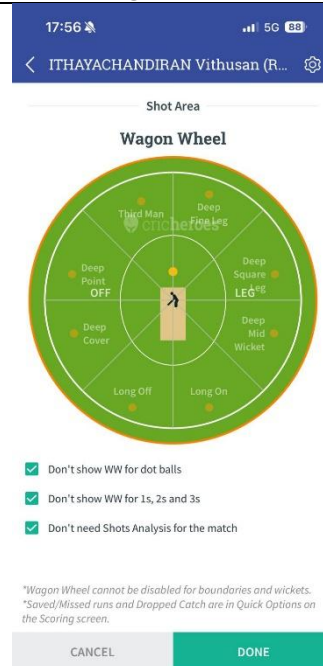 17:56 5G 88
ITHAYACHANDIRAN Vithusan (R...
Shot Area
Wagon Wheel
Third Man
Deep Fine Leg
cricheroes
Deep Point
OFF
Deep Square Leg
LEG
Deep Cover
Deep Mid Wicket
Long Off
Long On
Don't show WW for dot balls
Don't show WW for 1s, 2s and 3s
Don't need Shots Analysis for the match
*Wagon Wheel cannot be disabled for boundaries and wickets.
*Saved/Missed runs and Dropped Catch are in Quick Options on
the Scoring screen.
CANCEL DONE